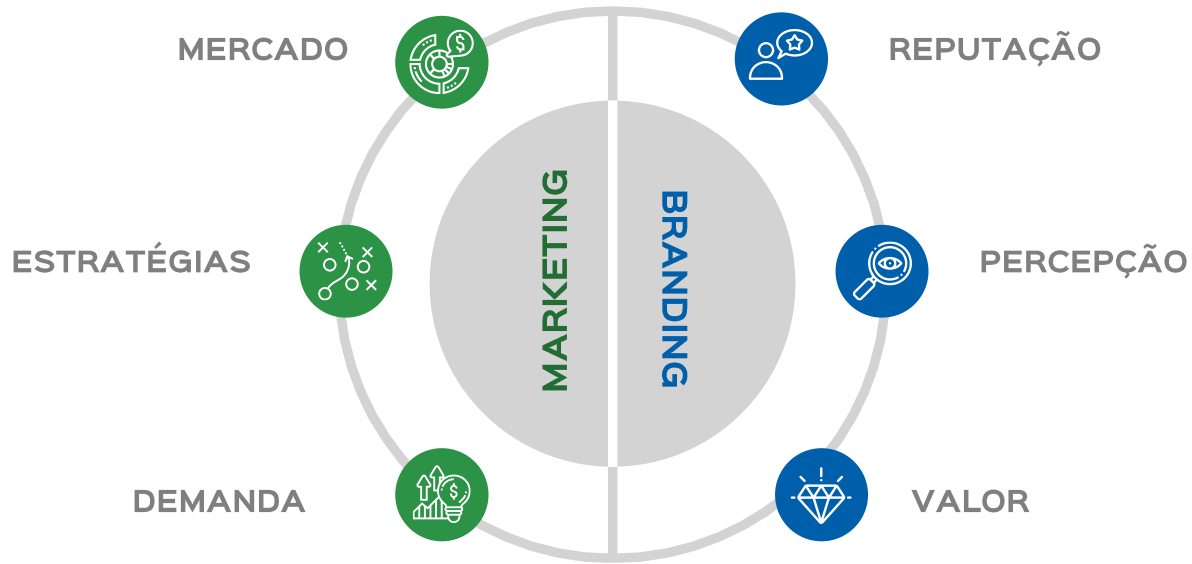 MERCADO
REPUTAÇÃO
MARKETING
BRANDING
ESTRATÉGIAS
PERCEPÇÃO
DEMANDA
VALOR
$
$